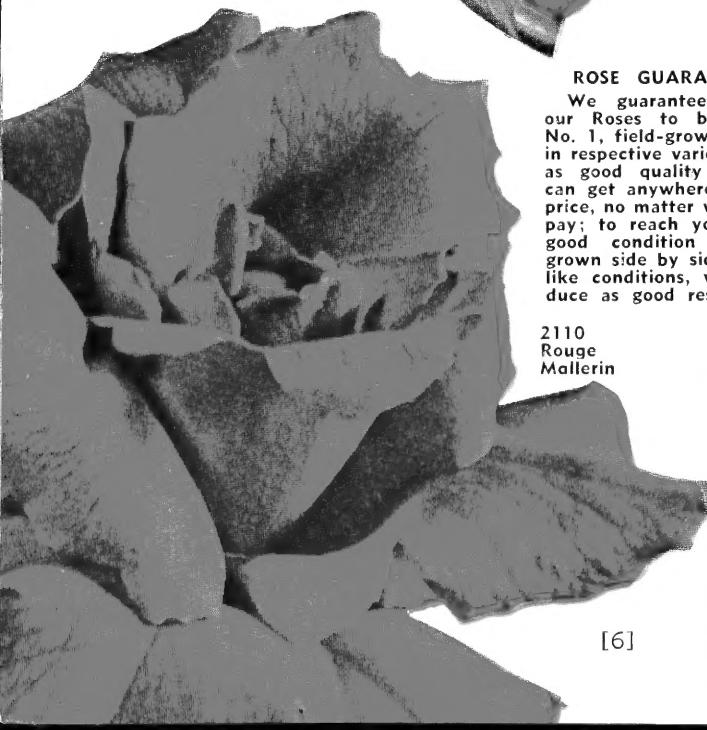 ROSE GUARA
We guarantee
our Roses to b
No. 1, field-grow
in respective vari
as good quality
can get anywhere
price, no matter
pay; to reach yo
good condition
grown side by si
like conditions,
duce as good res
2110
Rouge
Mallerin
[6]